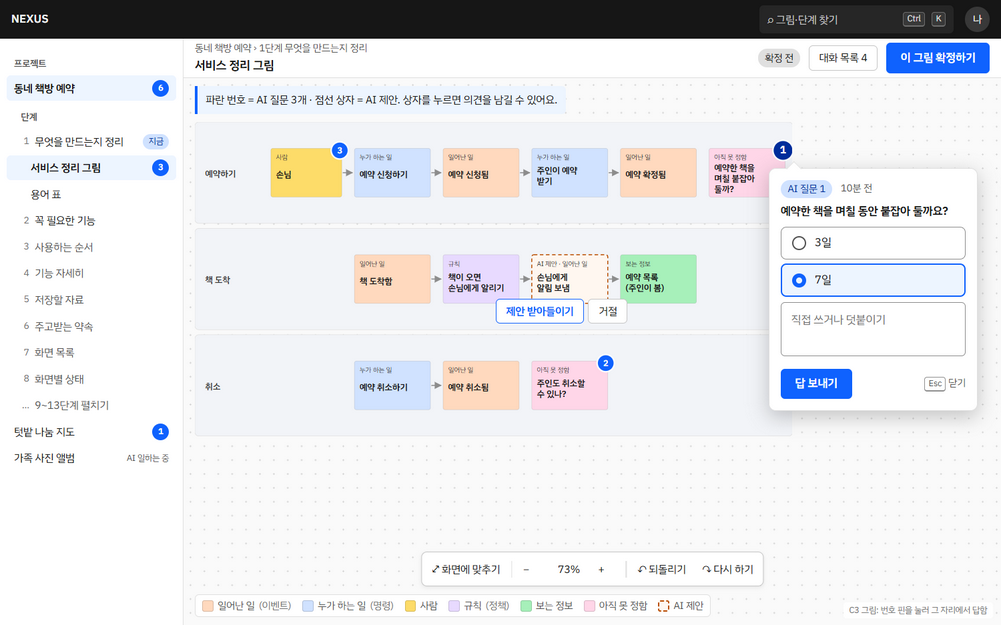 NEXUS
그림·단계 찾기 Ctrl K
나
프로젝트
동네 책방 예약 6
단계
1 무엇을 만드는지 정리 지금
서비스 정리 그림 3
용어 표
2 꼭 필요한 기능
3 사용하는 순서
4 기능 자세히
5 저장할 자료
6 주고받는 약속
7 화면 목록
8 화면별 상태
... 9~13단계 펼치기
텃밭 나눔 지도 1
가족 사진 앨범 AI 일하는 중
동네 책방 예약 › 1단계 무엇을 만드는지 정리
서비스 정리 그림
확정 전
대화 목록 4
이 그림 확정하기
파란 번호 = AI 질문 3개 · 점선 상자 = AI 제안. 상자를 누르면 의견을 남길 수 있어요.
예약하기
사람
손님
3
누가 하는 일
예약 신청하기
일어난 일
예약 신청됨
누가 하는 일
주인이 예약
받기
일어난 일
예약 확정됨
아직 못 정함
예약한 책을
며칠 붙잡아
둘까?
1
책 도착
일어난 일
책 도착함
규칙
책이 오면
손님에게 알리기
AI 제안 · 일어난 일
손님에게
알림 보냄
보는 정보
예약 목록
(주인이 봄)
제안 받아들이기
거절
취소
누가 하는 일
예약 취소하기
일어난 일
예약 취소됨
아직 못 정함
주인도 취소할
수 있나?
2
AI 질문 1 10분 전
예약한 책을 며칠 동안 붙잡아 둘까요?
3일
7일
직접 쓰거나 덧붙이기
답 보내기
Esc 닫기
화면에 맞추기 − 73% + 되돌리기 다시 하기
일어난 일 (이벤트) 누가 하는 일 (명령) 사람 규칙 (정책) 보는 정보 아직 못 정함 AI 제안
C3 그림: 번호 핀을 눌러 그 자리에서 답함